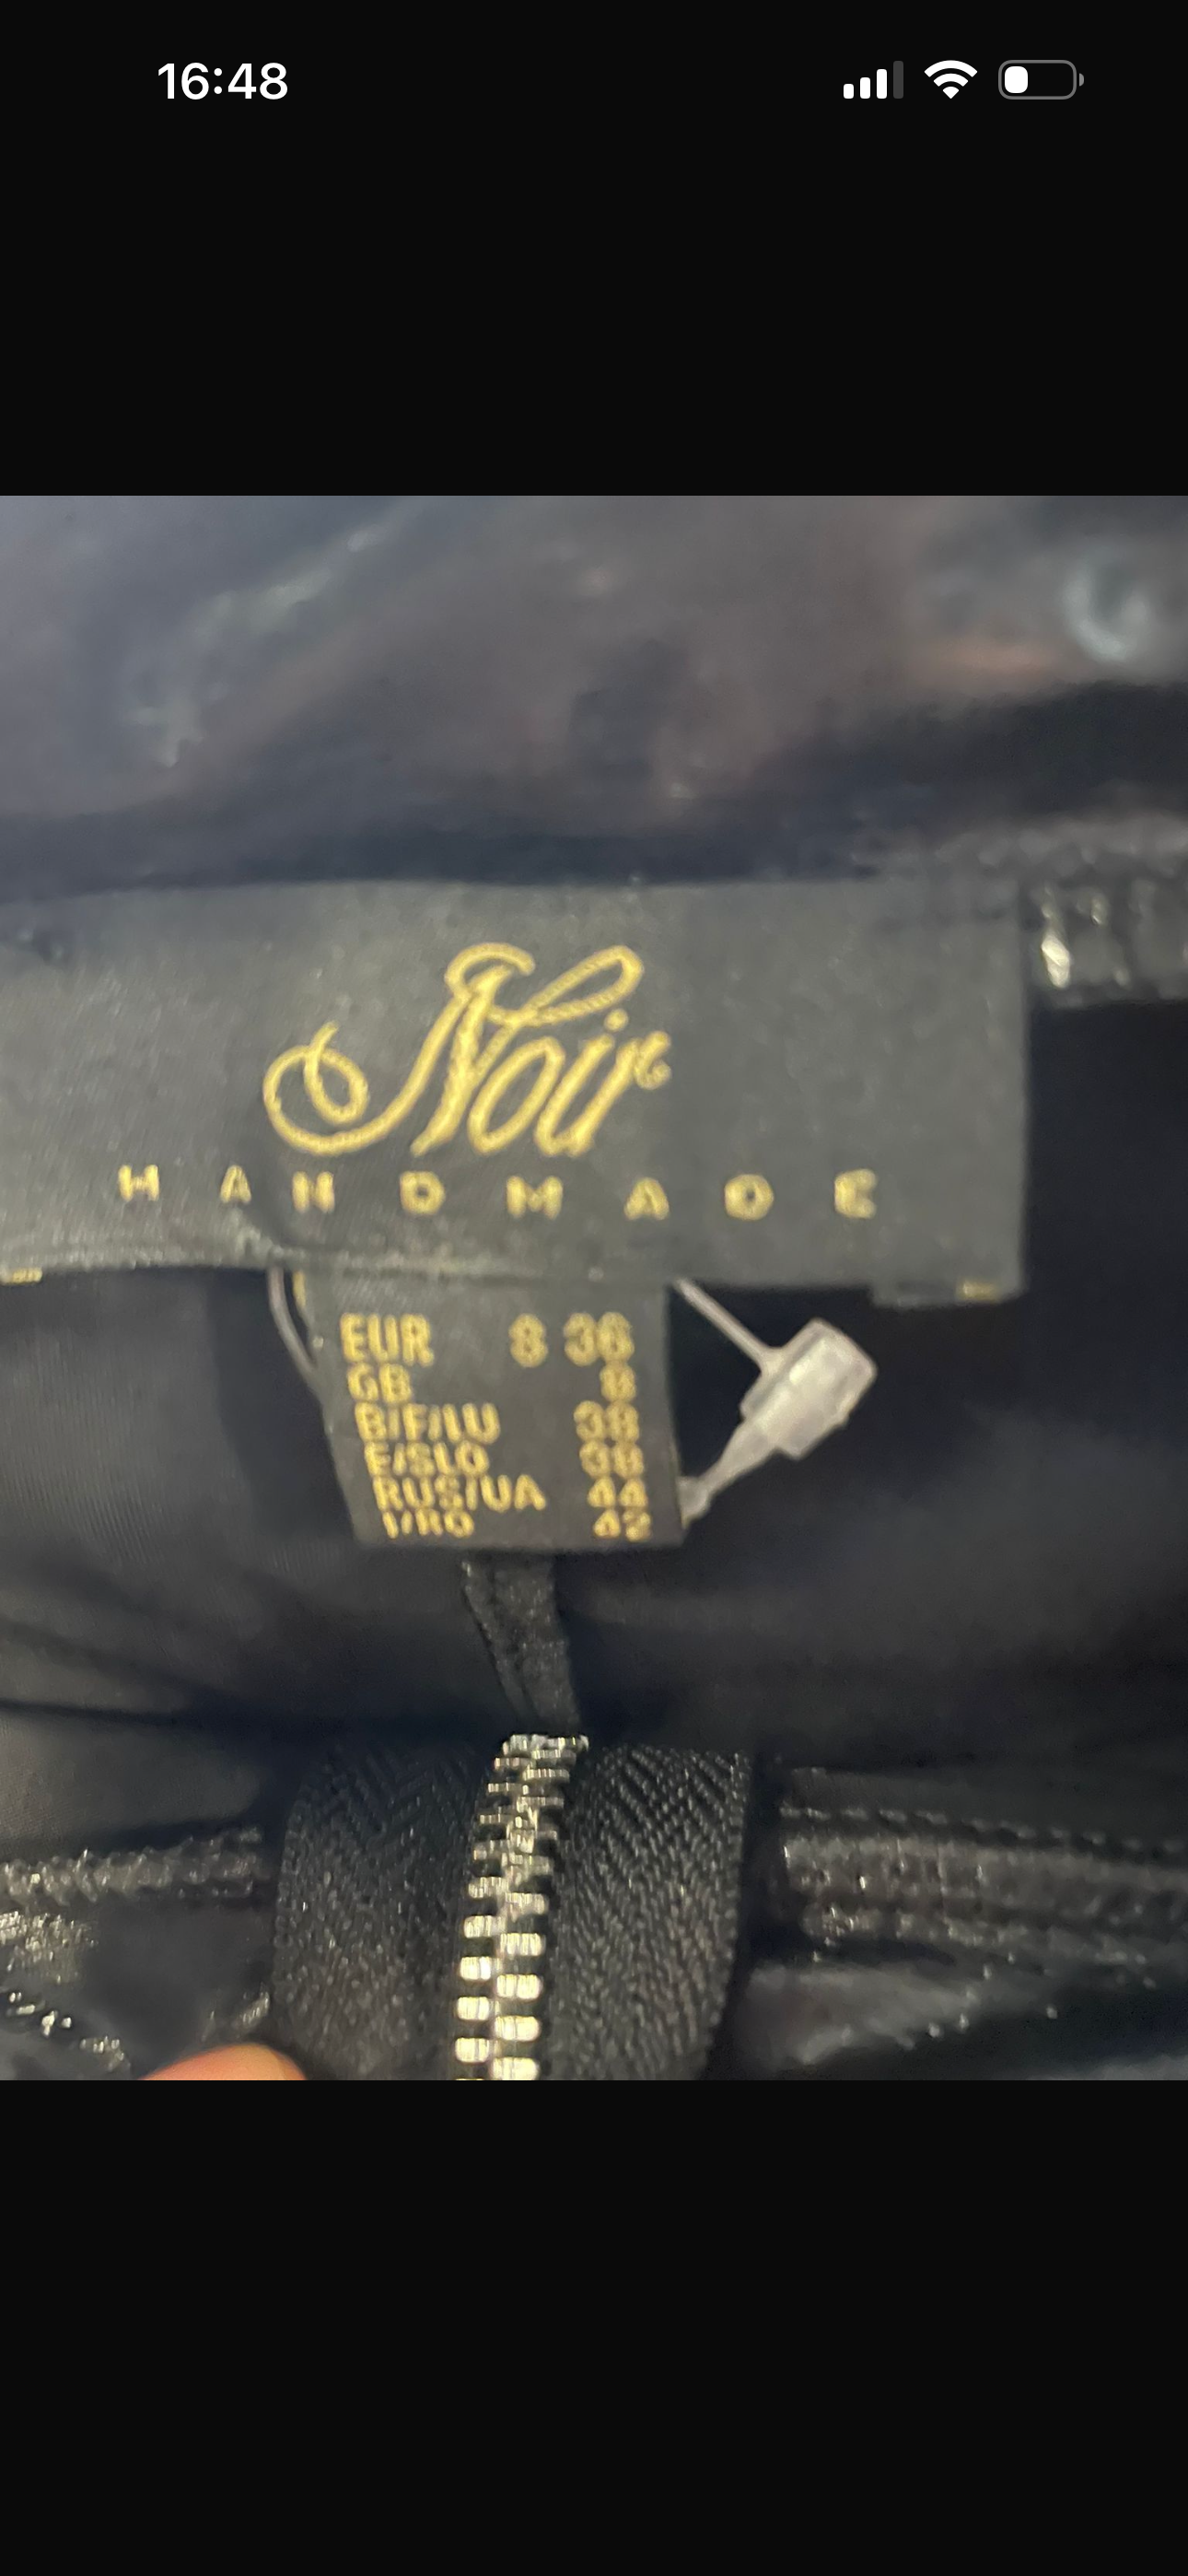 16:48
Noir
HANDMADE
EUR S 36
GB 8
B/F/LU 38
E/SLO 38
RUS/UA 44
I/RO 42